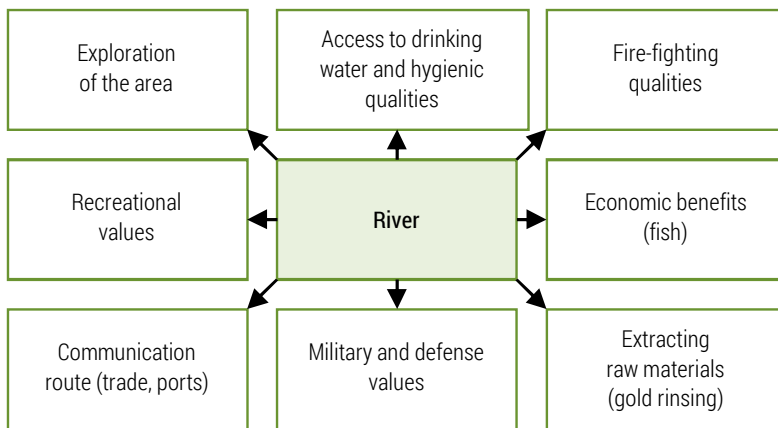 Exploration
of the area
Access to drinking
water and hygienic
qualities
Fire-fighting
qualities
Recreational
values
River
Economic benefits
(fish)
Communication
route (trade, ports)
Military and defense
values
Extracting
raw materials
(gold rinsing)